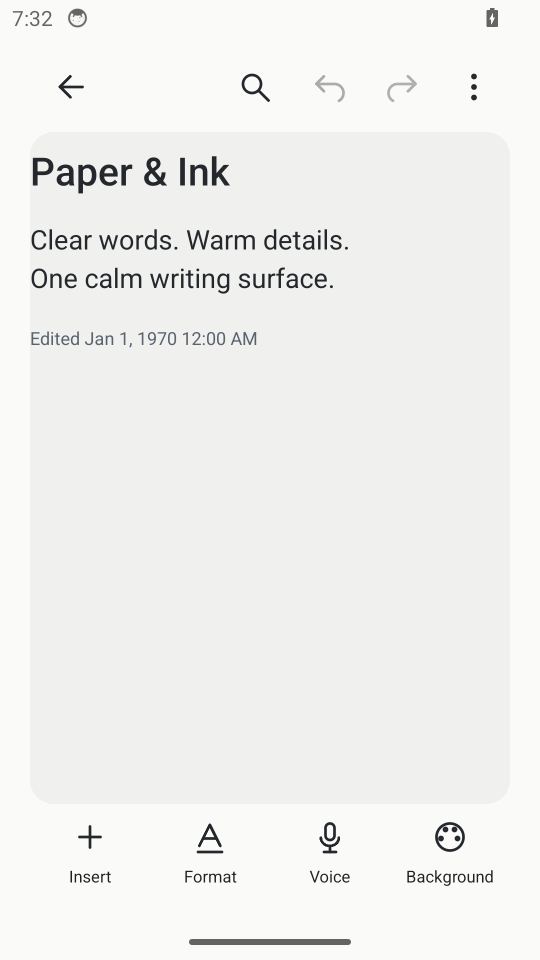 7:32
Paper & Ink
Clear words. Warm details.
One calm writing surface.
Edited Jan 1, 1970 12:00 AM
Insert
Format
Voice
Background